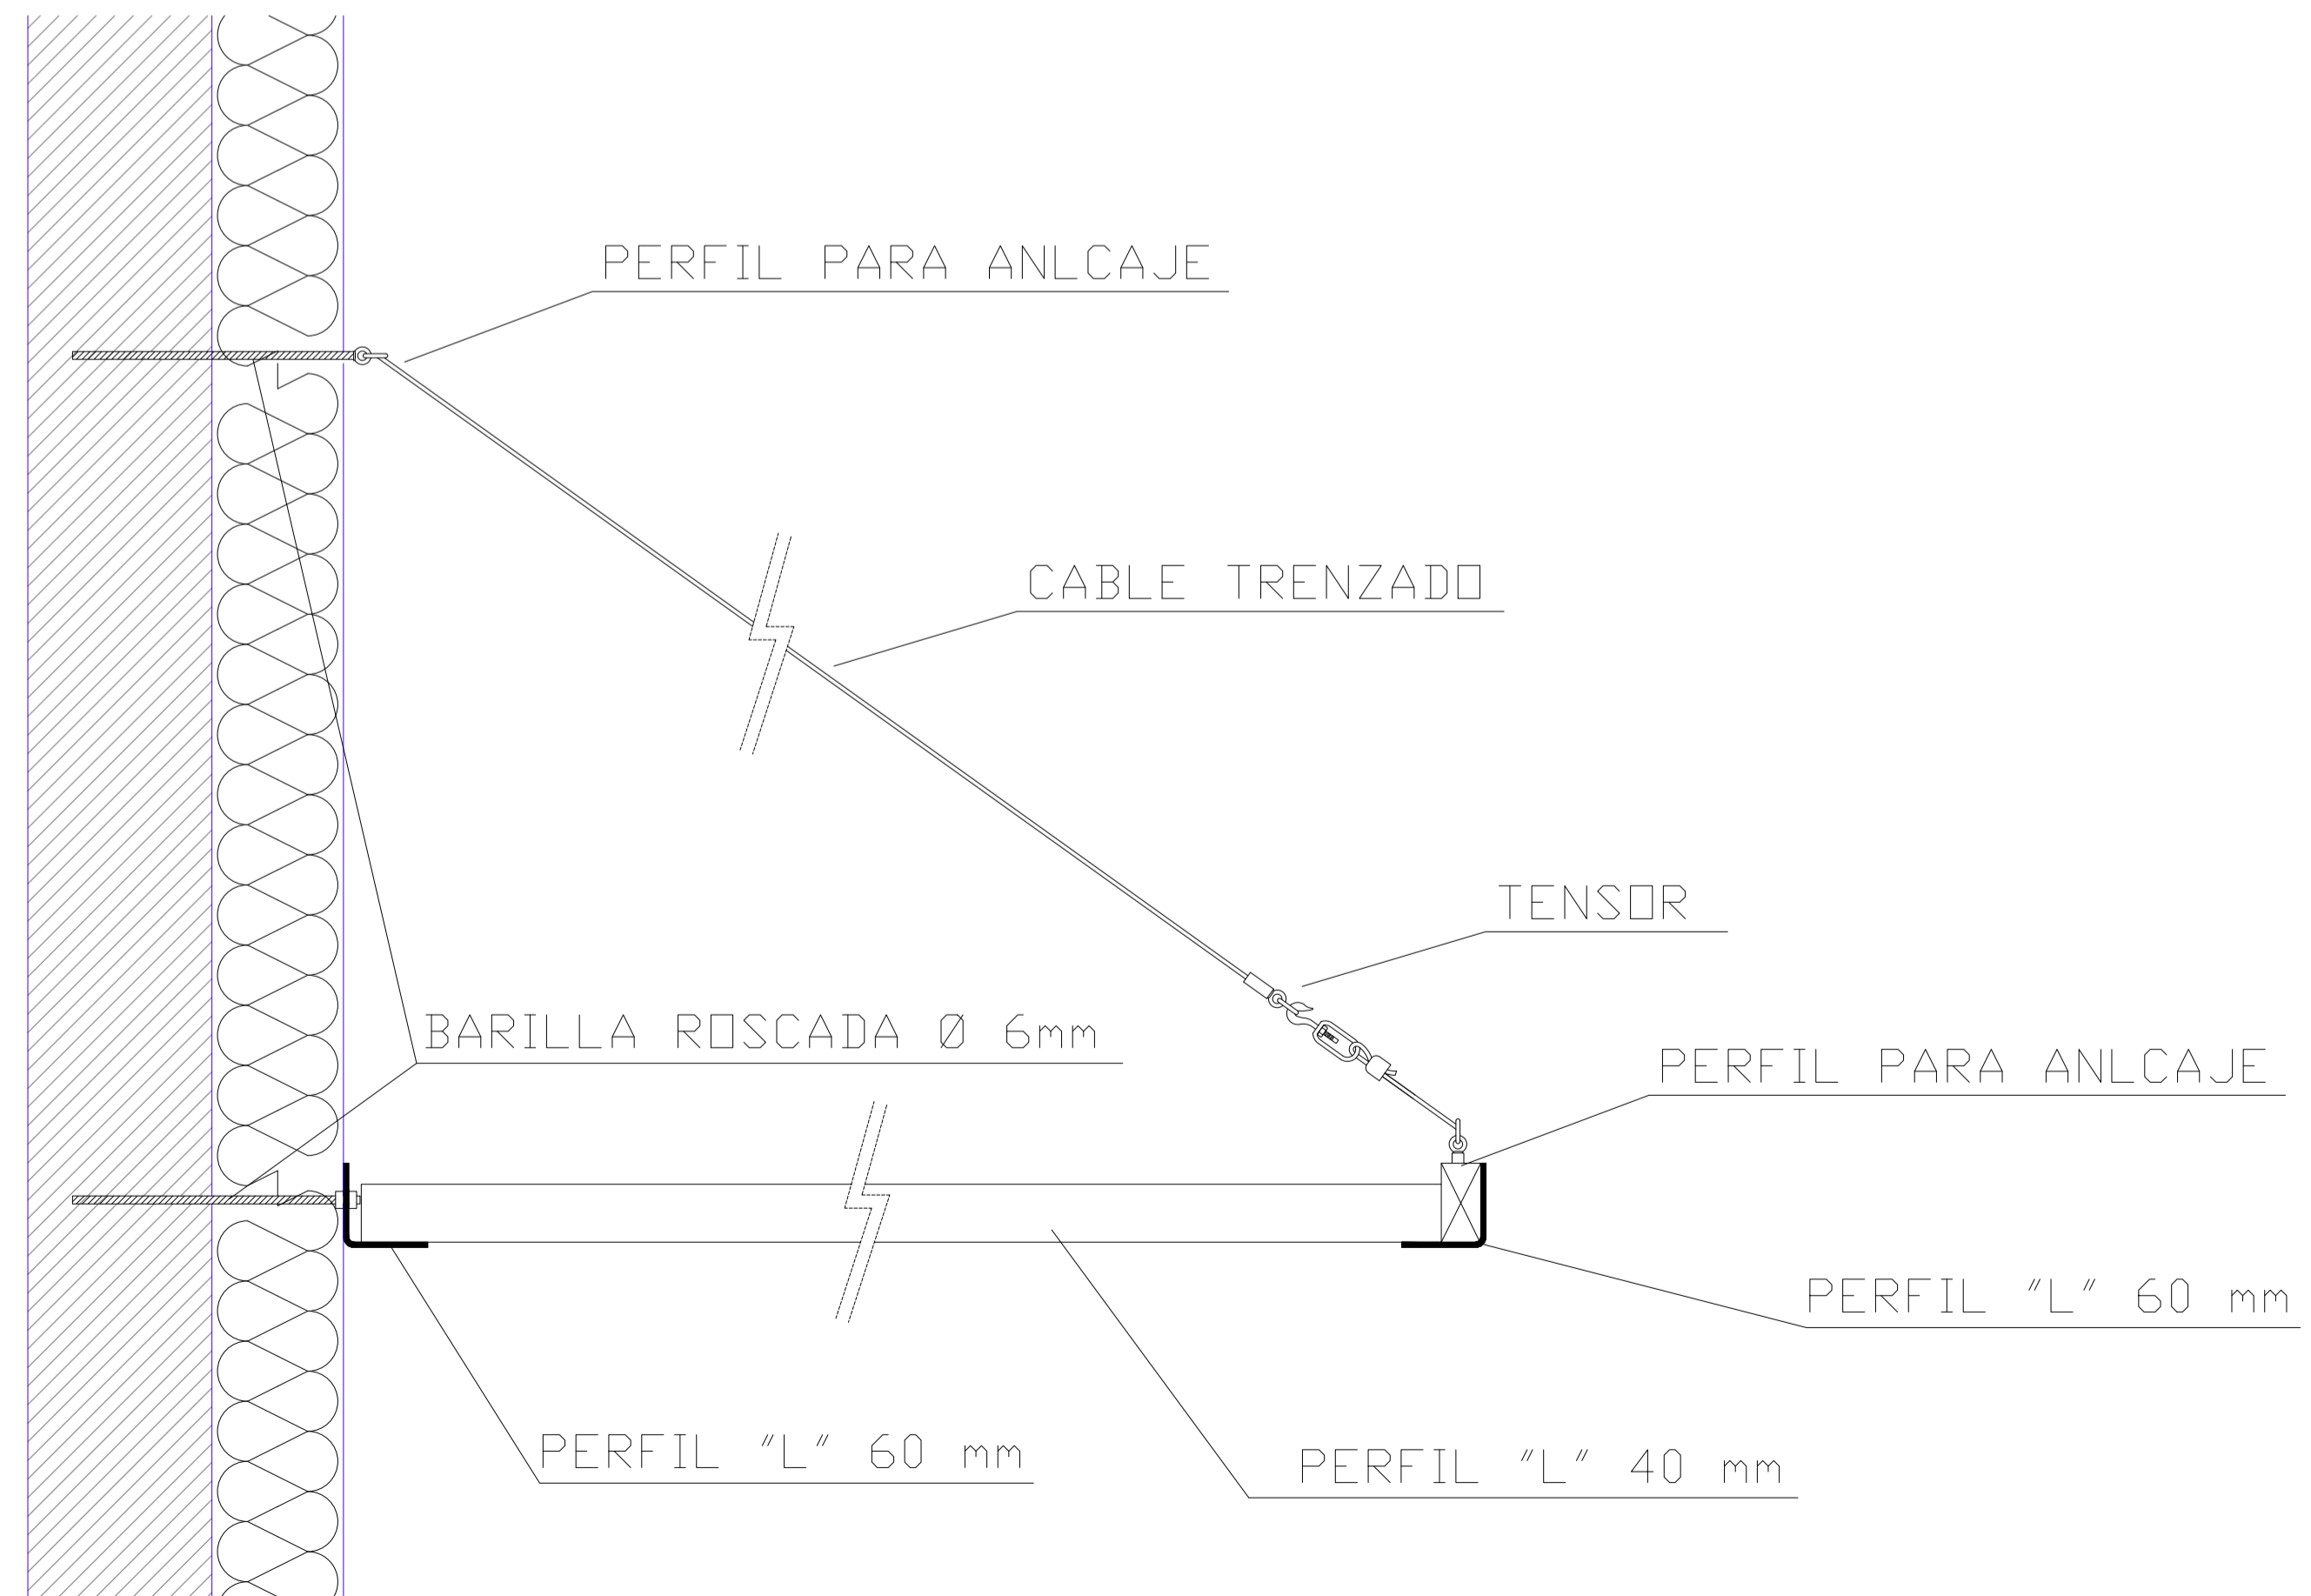 PERFIL PARA ANLCAJE
CABLE TRENZADO
TENSOR
BARILLA ROSCADA Ø 6mm
PERFIL PARA ANLCAJE
PERFIL "L" 60 mm
PERFIL "L" 60 mm
PERFIL "L" 40 mm